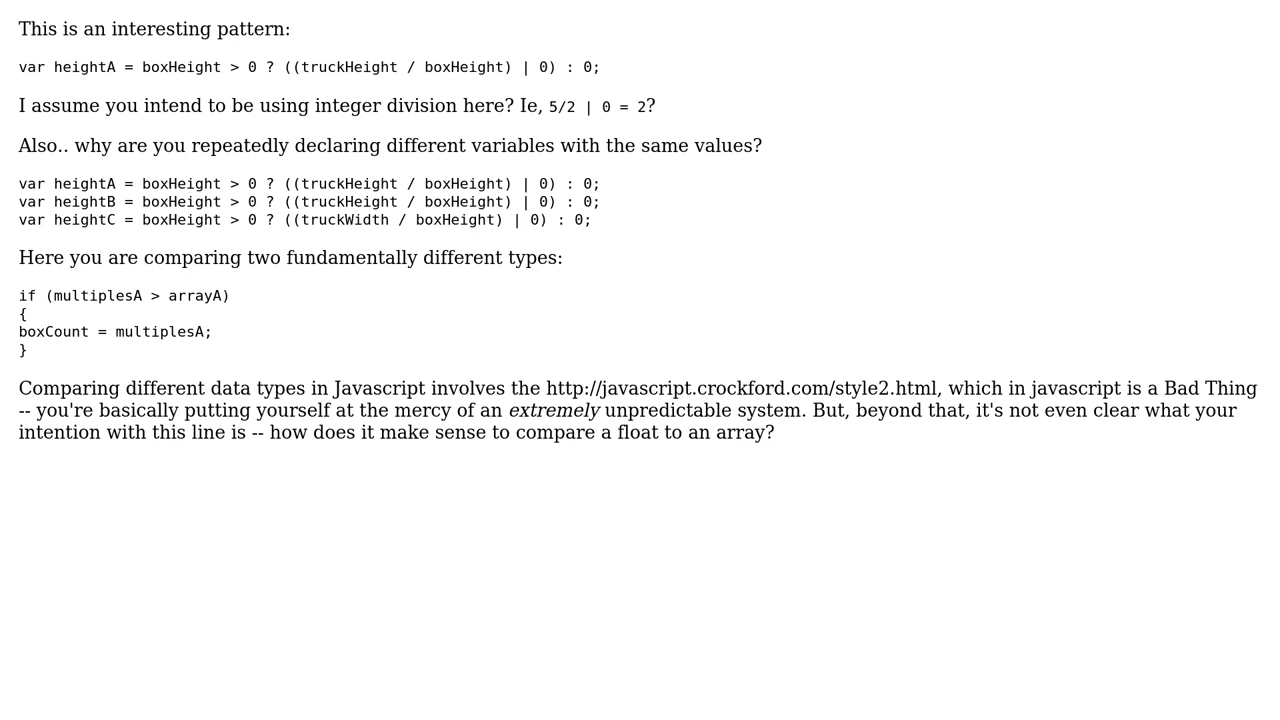 This is an interesting pattern:
var heightA = boxHeight > 0 ? ((truckHeight / boxHeight) | 0) : 0;
I assume you intend to be using integer division here? Ie, 5/2 | 0 = 2?
Also.. why are you repeatedly declaring different variables with the same values?
var heightA = boxHeight > 0 ? ((truckHeight / boxHeight) | 0) : 0;
var heightB = boxHeight > 0 ? ((truckHeight / boxHeight) | 0) : 0;
var heightC = boxHeight > 0 ? ((truckWidth / boxHeight) | 0) : 0;
Here you are comparing two fundamentally different types:
if (multiplesA > arrayA)
{
boxCount = multiplesA;
}
Comparing different data types in Javascript involves the http://javascript.crockford.com/style2.html, which in javascript is a Bad Thing
-- you're basically putting yourself at the mercy of an extremely unpredictable system. But, beyond that, it's not even clear what your
intention with this line is -- how does it make sense to compare a float to an array?